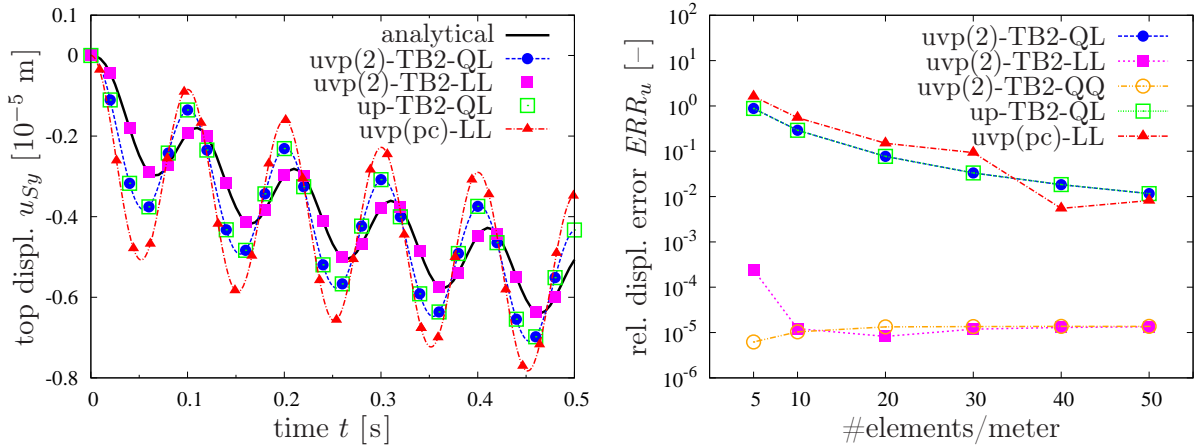 top displ. u_{Sy} [10^{−5} m]
0.1
0
-0.2
-0.4
-0.6
-0.8
0
0.1
0.2
0.3
0.4
0.5
time t [s]
analytical
uvp(2)-TB2-QL
uvp(2)-TB2-LL
up-TB2-QL
uvp(pc)-LL
rel. displ. error ERR_u [−]
10^2
10^1
10^0
10^{-1}
10^{-2}
10^{-3}
10^{-4}
10^{-5}
10^{-6}
5
10
20
30
40
50
#elements/meter
uvp(2)-TB2-QL
uvp(2)-TB2-LL
uvp(2)-TB2-QQ
up-TB2-QL
uvp(pc)-LL